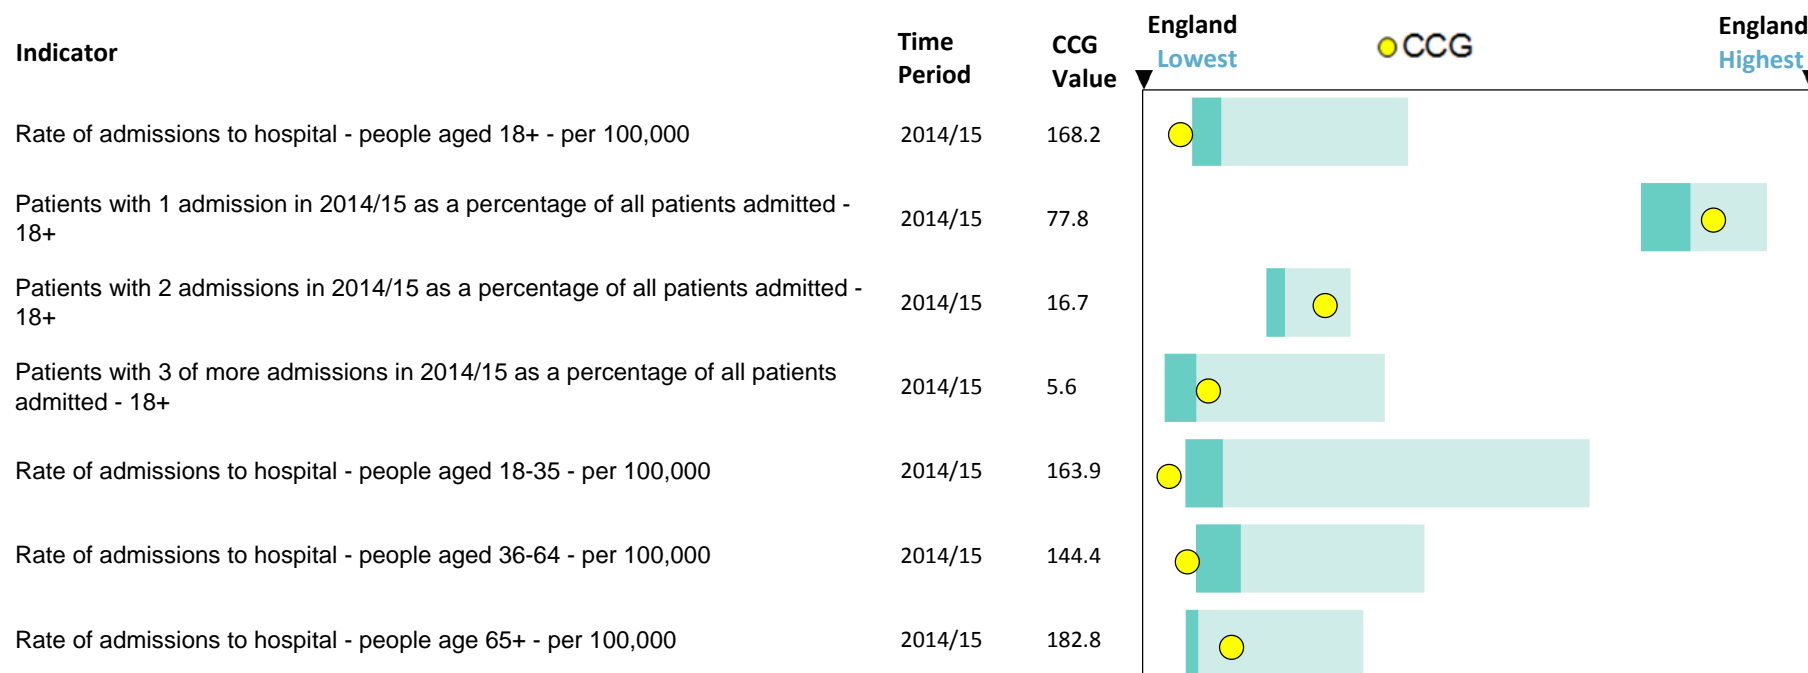 Indicator
Time
Period
CCG
Value
England
Lowest
CCG
England
Highest
Rate of admissions to hospital - people aged 18+ - per 100,000
2014/15
168.2
Patients with 1 admission in 2014/15 as a percentage of all patients admitted -
18+
2014/15
77.8
Patients with 2 admissions in 2014/15 as a percentage of all patients admitted -
18+
2014/15
16.7
Patients with 3 of more admissions in 2014/15 as a percentage of all patients
admitted - 18+
2014/15
5.6
Rate of admissions to hospital - people aged 18-35 - per 100,000
2014/15
163.9
Rate of admissions to hospital - people aged 36-64 - per 100,000
2014/15
144.4
Rate of admissions to hospital - people age 65+ - per 100,000
2014/15
182.8